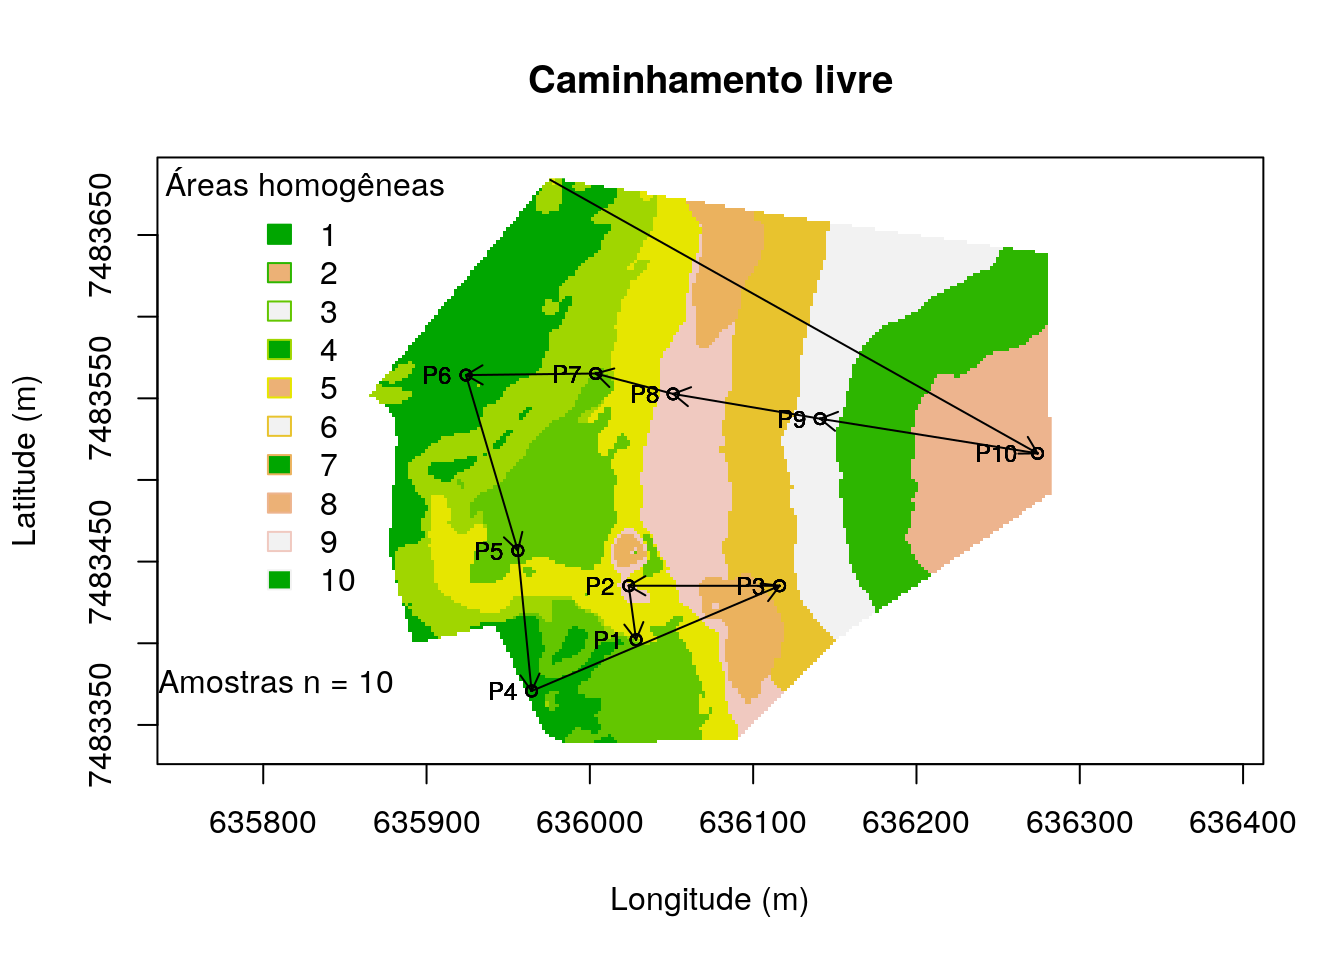 Caminhamento livre
Áreas homogêneas
1
2
3
4
5
6
7
8
9
10
Amostras n = 10
P6
P7
P8
P9
P10
P5
P2
P3
P1
P4
7483650
7483550
7483450
7483350
Latitude (m)
635800 635900 636000 636100 636200 636300 636400
Longitude (m)